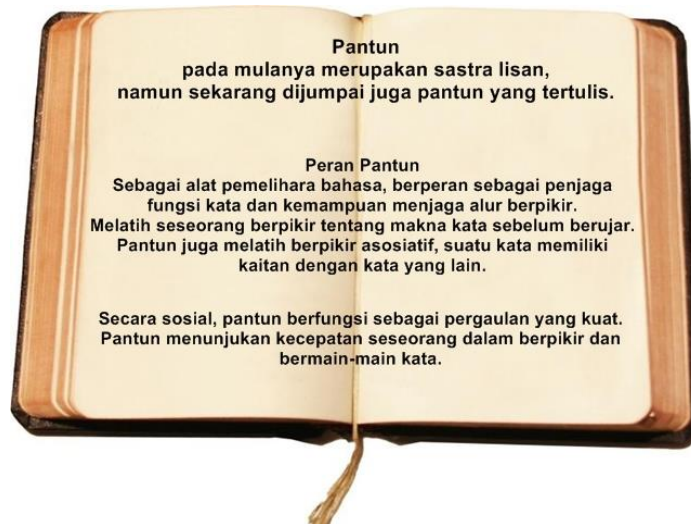 Pantun
pada mulanya merupakan sastra lisan,
namun sekarang dijumpai juga pantun yang tertulis.
Peran Pantun
Sebagai alat pemelihara bahasa, berperan sebagai penjaga
fungsi kata dan kemampuan menjaga alur berpikir.
Melatih seseorang berpikir tentang makna kata sebelum berujar.
Pantun juga melatih berpikir asosiatif, suatu kata memiliki
kaitan dengan kata yang lain.
Secara sosial, pantun berfungsi sebagai pergaulan yang kuat.
Pantun menunjukan kecepatan seseorang dalam berpikir dan
bermain-main kata.